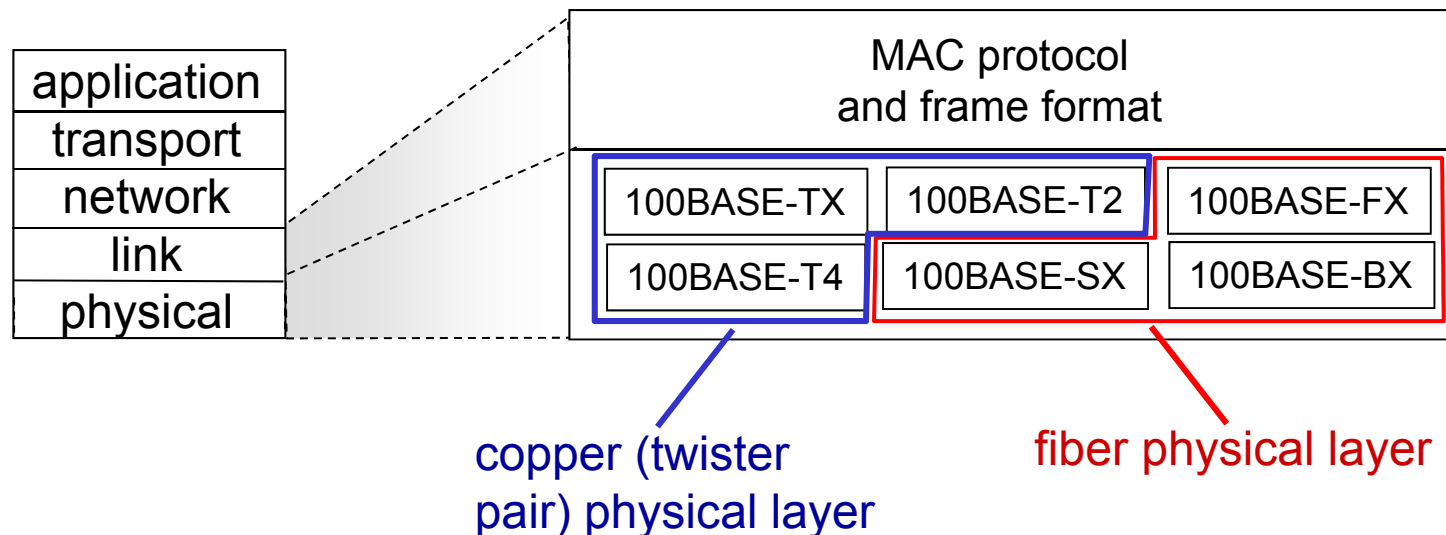 application
transport
network
link
physical
MAC protocol
and frame format
100BASE-TX
100BASE-T2
100BASE-FX
100BASE-T4
100BASE-SX
100BASE-BX
copper (twister
pair) physical layer
fiber physical layer